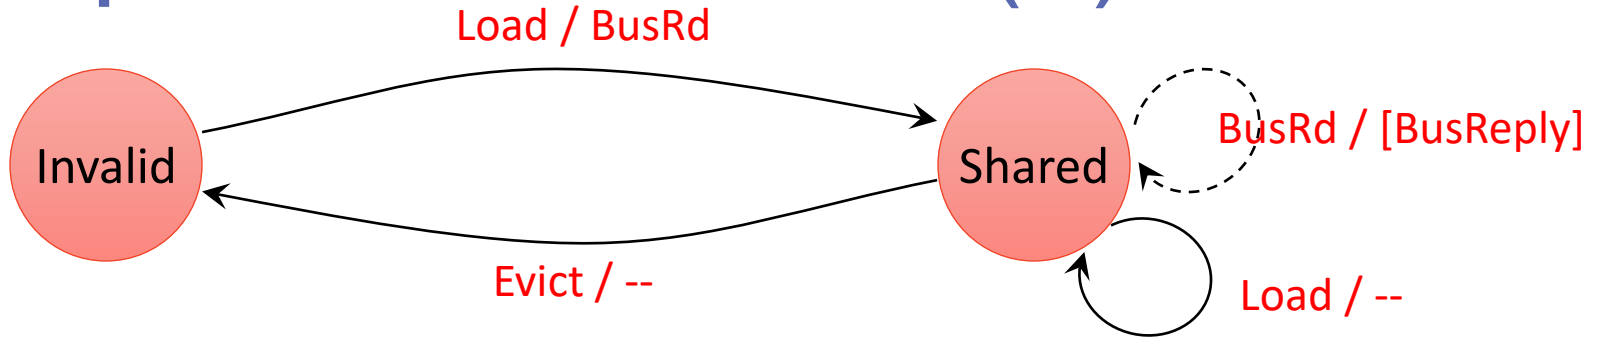 Load / BusRd
Invalid
Shared
BusRd / [BusReply]
Evict / --
Load / --